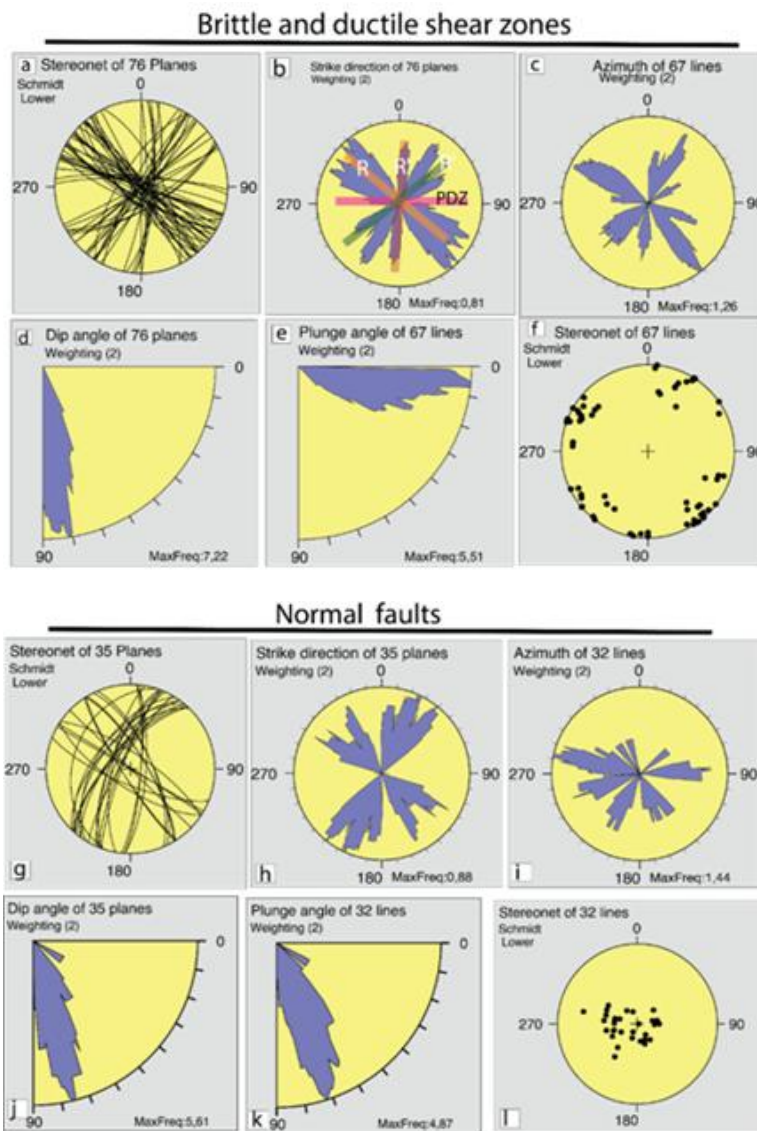 Brittle and ductile shear zones
a Stereonet of 76 Planes
Schmidt
Lower
0
270
90
180
b Strike direction of 76 planes
Weighting (2)
0
R
R'
P
PDZ
270
90
180
MaxFreq:0,81
c Azimuth of 67 lines
Weighting (2)
0
270
90
180
MaxFreq:1,26
d Dip angle of 76 planes
Weighting (2)
0
90
MaxFreq:7,22
e Plunge angle of 67 lines
Weighting (2)
0
90
MaxFreq:5,51
f Stereonet of 67 lines
Schmidt
Lower
0
270
90
180
Normal faults
Stereonet of 35 Planes
Schmidt
Lower
0
270
90
180
g
Strike direction of 35 planes
Weighting (2)
0
270
90
180
MaxFreq:0,88
h
Azimuth of 32 lines
Weighting (2)
0
270
90
180
MaxFreq:1,44
i
Dip angle of 35 planes
Weighting (2)
0
j
90
MaxFreq:5,61
Plunge angle of 32 lines
Weighting (2)
0
k
90
MaxFreq:4,87
Stereonet of 32 lines
Schmidt
Lower
0
270
90
180
l